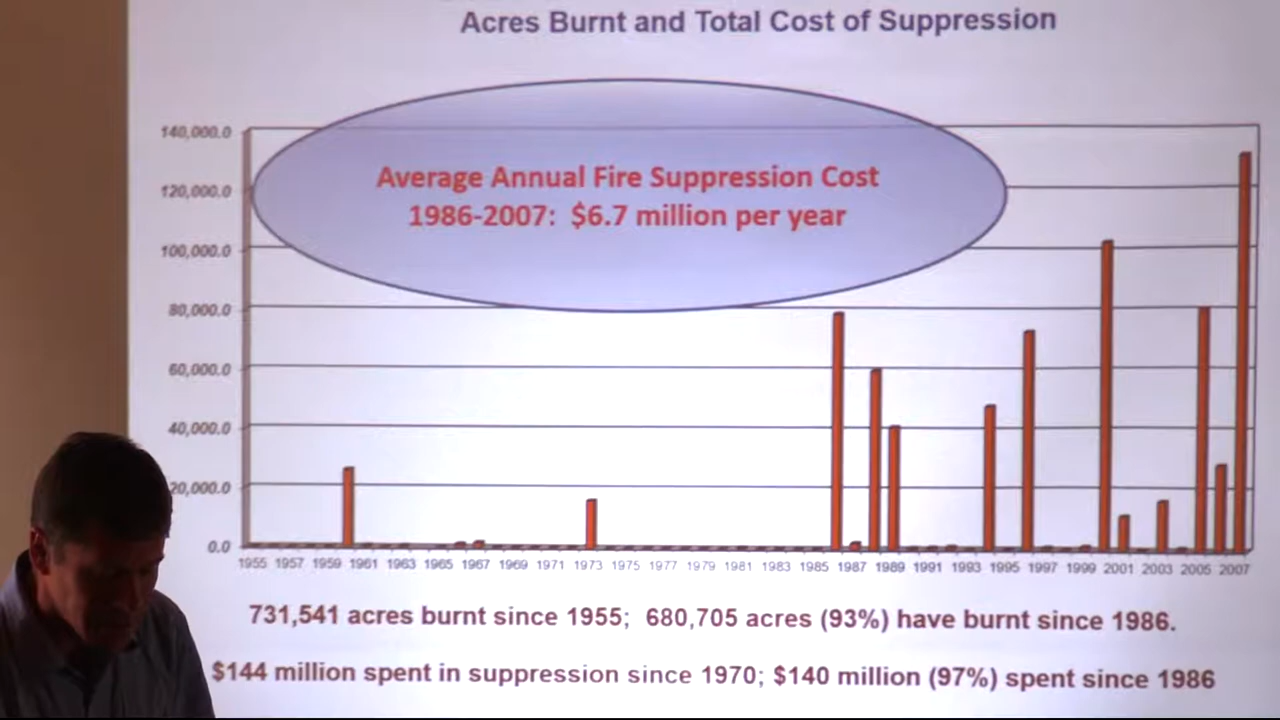 Acres Burnt and Total Cost of Suppression
Average Annual Fire Suppression Cost
1986-2007: $6.7 million per year
140,000.0
120,000.0
100,000.0
80,000.0
60,000.0
40,000.0
20,000.0
0.0
1955 1957 1959 1961 1963 1965 1967 1969 1971 1973 1975 1977 1979 1981 1983 1985 1987 1989 1991 1993 1995 1997 1999 2001 2003 2005 2007
731,541 acres burnt since 1955; 680,705 acres (93%) have burnt since 1986.
$144 million spent in suppression since 1970; $140 million (97%) spent since 1986